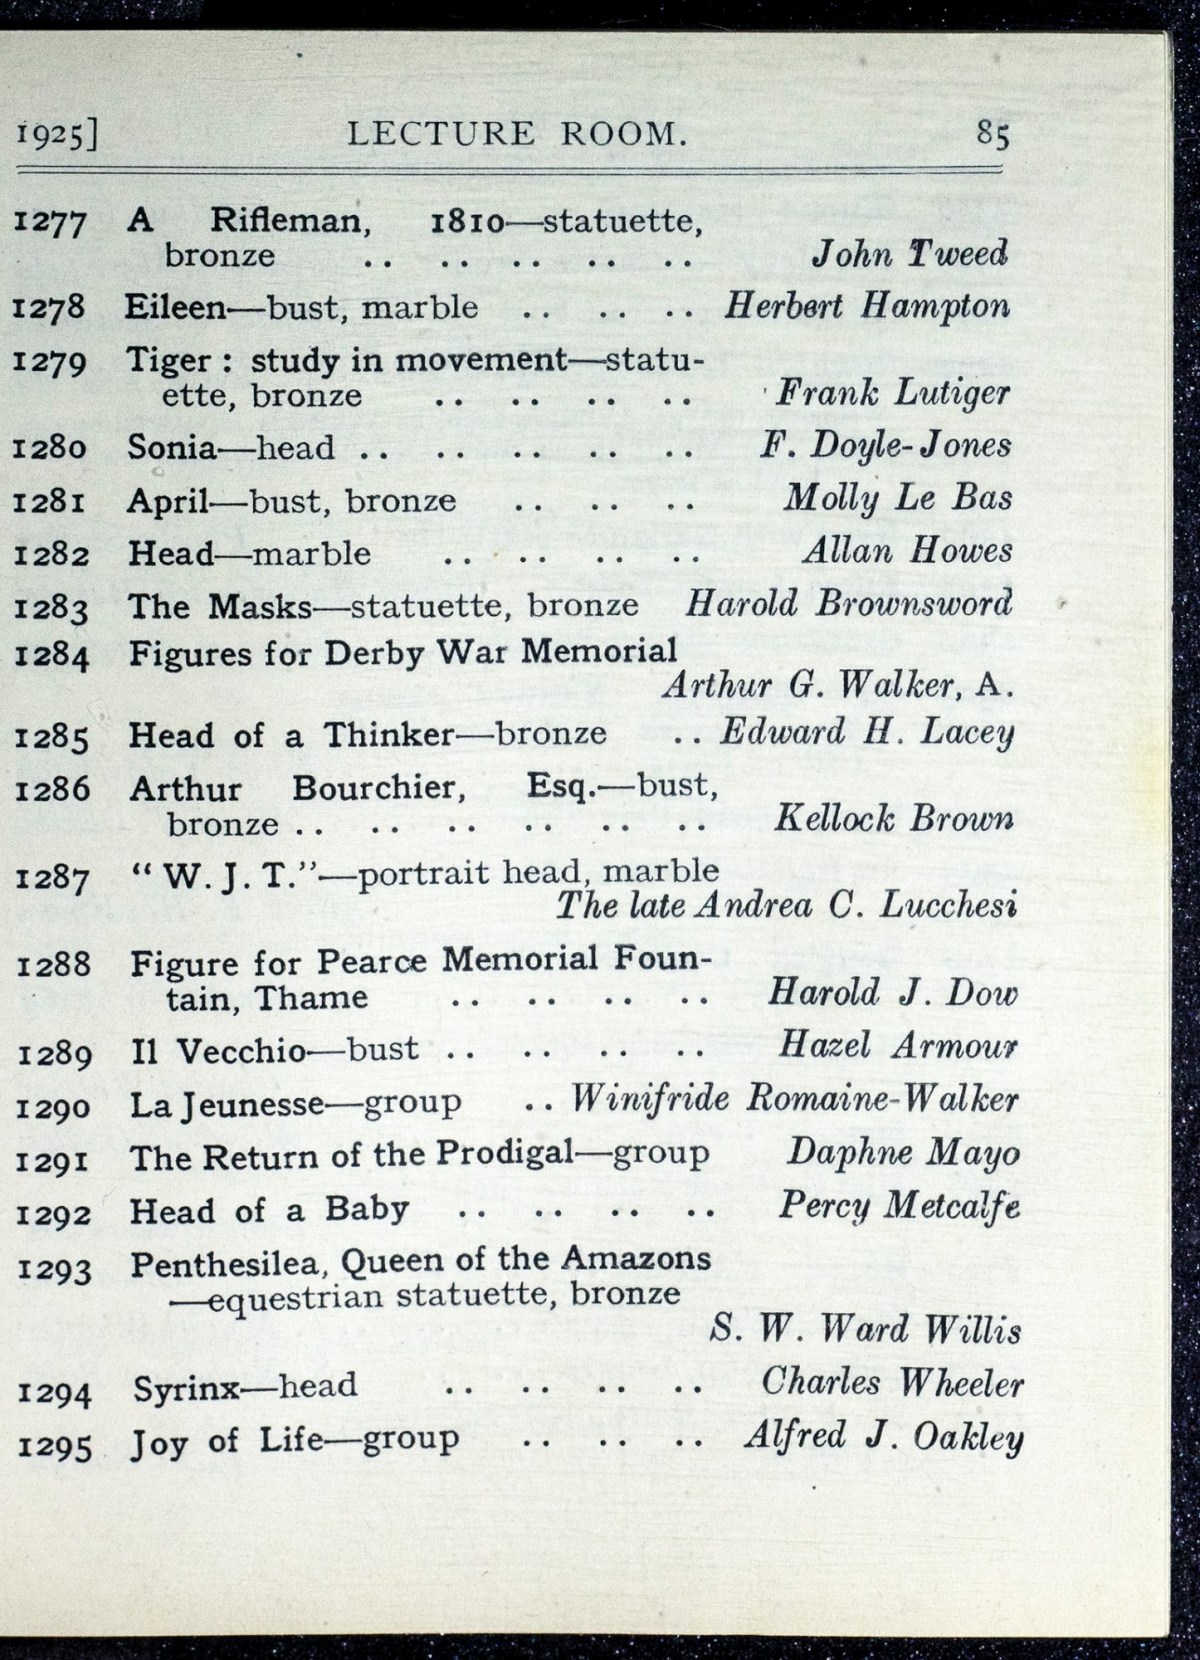 1925] LECTURE ROOM. 85
1277 A Rifleman, 1810—statuette,
bronze .. .. .. .. .. John Tweed
1278 Eileen—bust, marble .. .. .. Herbert Hampton
1279 Tiger : study in movement—statu-
ette, bronze .. .. .. .. Frank Lutiger
1280 Sonia—head .. .. .. .. .. F. Doyle-Jones
1281 April—bust, bronze .. .. .. Molly Le Bas
1282 Head—marble .. .. .. .. Allan Howes
1283 The Masks—statuette, bronze Harold Brownsword
1284 Figures for Derby War Memorial
Arthur G. Walker, A.
1285 Head of a Thinker—bronze .. Edward H. Lacey
1286 Arthur Bourchier, Esq.—bust,
bronze .. .. .. .. .. .. Kellock Brown
1287 “W. J. T.”—portrait head, marble
The late Andrea C. Lucchesi
1288 Figure for Pearce Memorial Foun-
tain, Thame .. .. .. .. Harold J. Dow
1289 Il Vecchio—bust .. .. .. .. Hazel Armour
1290 La Jeunesse—group .. Winifride Romaine-Walker
1291 The Return of the Prodigal—group Daphne Mayo
1292 Head of a Baby .. .. .. .. Percy Metcalfe
1293 Penthesilea, Queen of the Amazons
—equestrian statuette, bronze
S. W. Ward Willis
1294 Syrinx—head .. .. .. .. Charles Wheeler
1295 Joy of Life—group .. .. .. Alfred J. Oakley